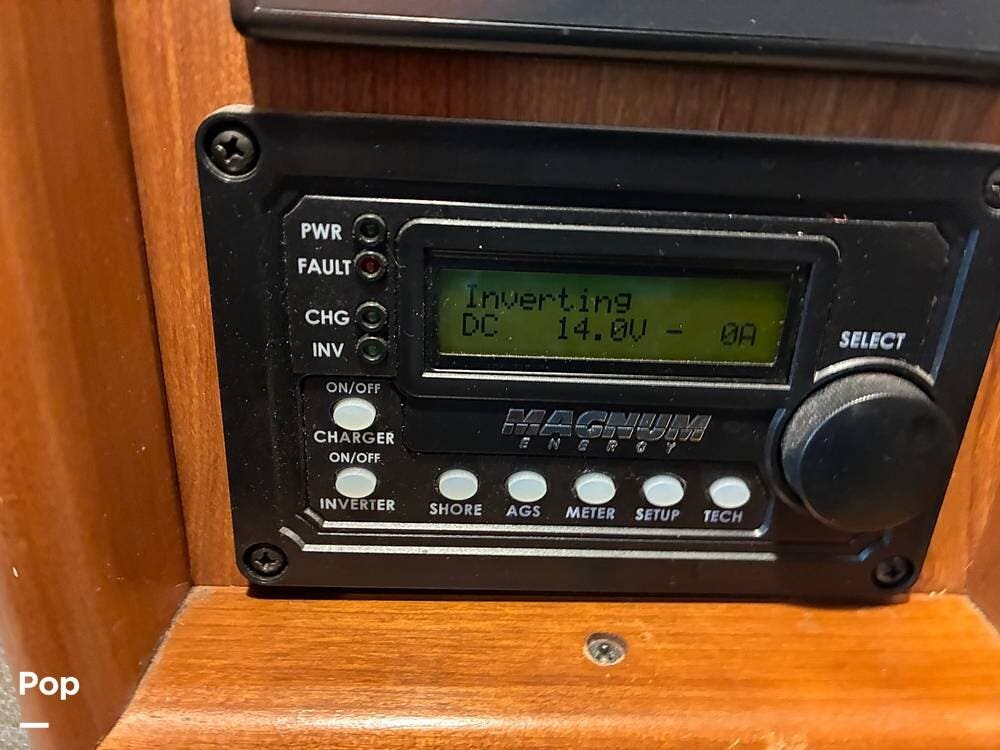 PWR
FAULT
CHG
INV
Inverting
DC 14.0V - 0A
SELECT
ON/OFF
CHARGER
ON/OFF
INVERTER
MAGNUM
ENERGY
SHORE AGS METER SETUP TECH
Pop